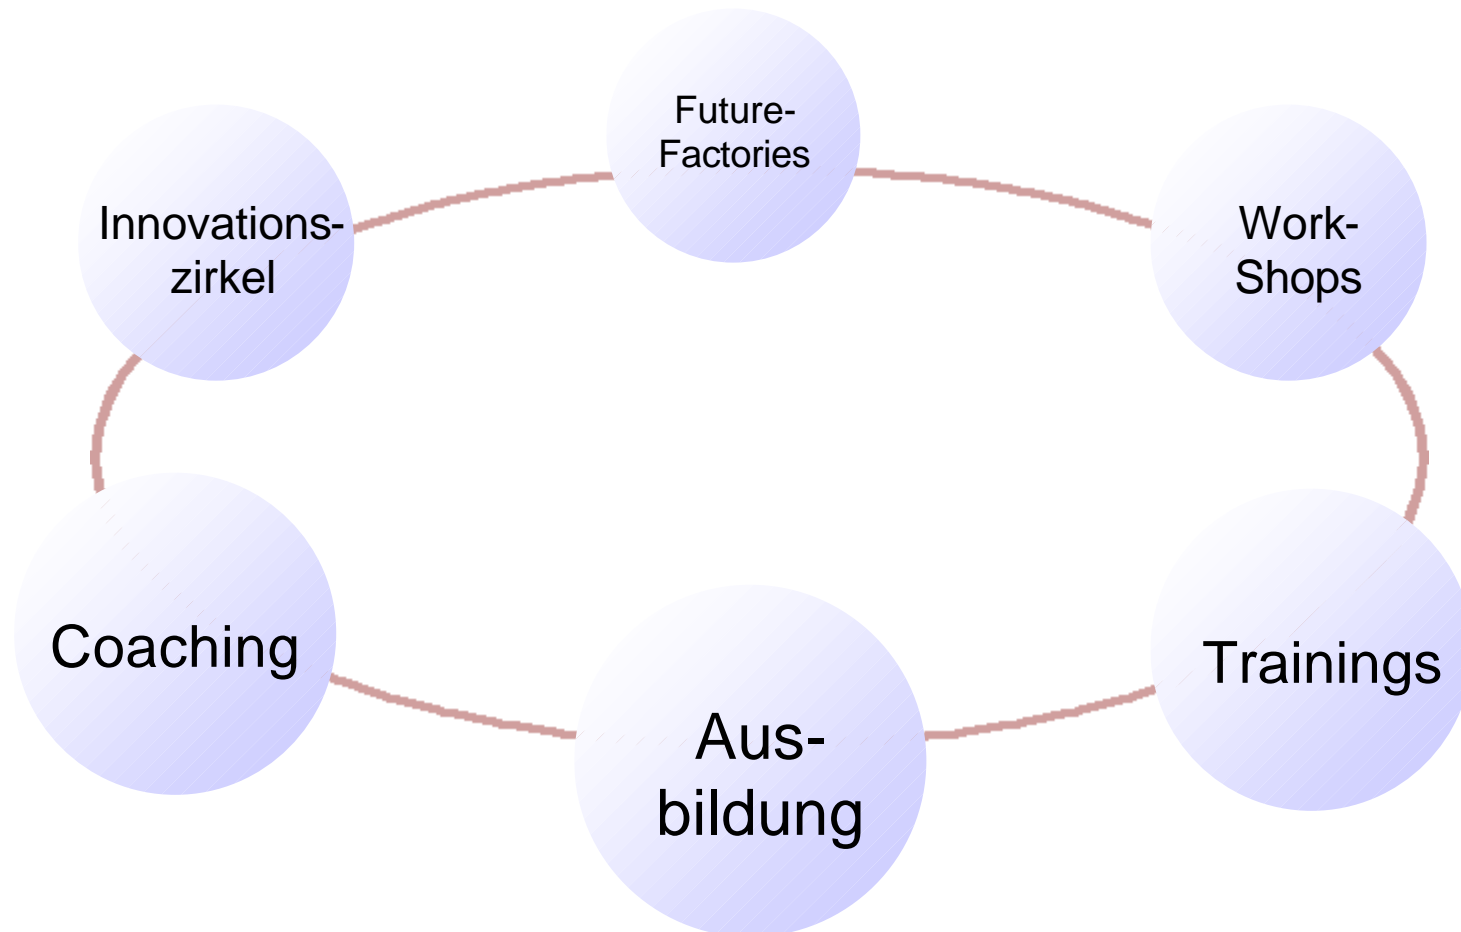 Future-
Factories
Innovations-
zirkel
Work-
Shops
Coaching
Trainings
Aus-
bildung